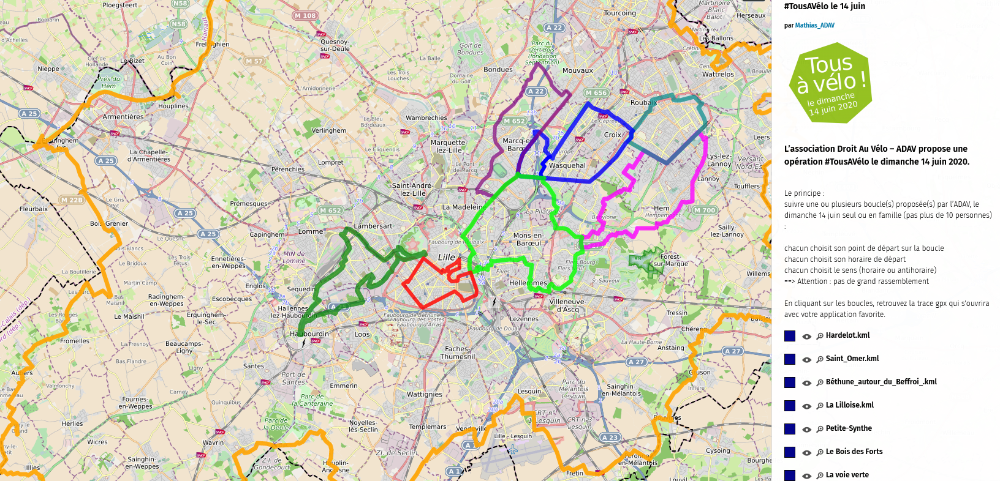 Ploegsteert
N58
M 108
Tourcoing
Herseaux
Romarin
d'Achelles
N58
A 22
Les Ballons
Frelinghien
Quesnoy-
sur-Deûle
Golf de
Bondues
Parc du
Vert-Bois
(fondation
Septentrion)
Clef de
Hollande
Le Bizet
Au Bon
Coin
M 57
La Balle
Nieppe
Les Trois
Louches
Bondues
Mouvaux
Wattrelos
Prés du
Hem
Domaine
du Golf
L'Amidonnerie
A 22
M 656
Roubaix
Houplines
A 25
Armentières
Wambrechies
13b
M 652
Le Bleu
Bordeaux
Verlinghem
10
11
Croix
Leers
Marquette-
lez-Lille
Marcq-en-
Barœul
7b
Erquinghem-
Lys
La Chapelle-
d'Armentières
Le Cliquenois
A 25
Lompret
Le Pont
de Marcq
Wasquehal
Lys-lez-
Lannoy
Versant
Nord-Est
Pérenchies
Saint-André-
lez-Lille
Lannoy
Toufflers
M 22B
Le Gris
Pot
Prémesques
7b
La Madeleine
La Pilaterie
9a
Hem
Hempempont
M 700
Fleurbaix
A 25
M 652
Babylone
Bois Grenier
Lambersart
Mons-en-
Barœul
Sailly-
lez-Lannoy
Capinghem
Lomme
A 25
Le Quesne
Faubourg de Roubaix
Bois Blancs
MIN de
Lomme
Lille
Forest-
sur-Marque
Les Trois-
Fétus
Ennetières-
en-Weppes
La Boutillerie
Le Bridoux
Fives
Flers Bourg
Flers Neuf
Willems
Martin Camp
Englos
Sequedin
Hellemmes
S^t-Sauveur
Bas
Maisnil
Radinghem-
en-Weppes
Escobecques
Villeneuve-
d'Ascq
Les Rouges
Bancs
Le Maisnil
Erquinghem-
le-Sec
Hallennes-
lez-Haubourdin
Faubourg de Béthune
Faubourg des Postes
Faubourg d'Arras
Lezennes
Tressin
Faubourg de Douai
Haubourdin
Loos
Chéreng
Fromelles
La Fresnoy
Beaucamps-
Ligny
La Haute-Borne
Anstaing
Faches-
Thumesnil
A 27
Bas Flandre
A 27
Ligny
Santes
Port de
Santes
Gruson
Valmonchy
Carnoy
Emmerin
Parc du
Mélantois
Lesquin
Sainghin-
en-Mélantois
Infière
Fournes-
en-Weppes
Quinquibus
Parc de
la Canteraine
Wattignies
Lesquin
20a
20b
CRT n° 1
Lesquin
CRT n°3
Lesquin
Herlies
Parc de
la Deûle
Noyelles-
lès-Seclin
Templemars
Vendeville
Lille - Lesquin
Wicres
Wavrin
A 1
A 23
Cysoing
Sainghin-
en-Weppes
Z.I. de
Gondecourt
Z.I. de Seclin
Péronne-
en-Mélantois
Illies
Houplin-
Ancoisne
A 1
Fretin
Louvil
#TousAVélo le 14 juin
par Mathias_ADAV
Tous
à vélo !
le dimanche
14 juin 2020
L'association Droit Au Vélo – ADAV propose une
opération #TousAVélo le dimanche 14 juin 2020.
Le principe :
suivre une ou plusieurs boucle(s) proposée(s) par l'ADAV, le
dimanche 14 juin seul ou en famille (pas plus de 10 personnes)
:
chacun choisit son point de départ sur la boucle
chacun choisit son horaire de départ
chacun choisit le sens (horaire ou antihoraire)
==> Attention : pas de grand rassemblement
En cliquant sur les boucles, retrouvez la trace gpx qui s'ouvrira
avec votre application favorite.
Hardelot.kml
Saint_Omer.kml
Béthune_autour_du_Beffroi_.kml
La Lilloise.kml
Petite-Synthe
Le Bois des Forts
La voie verte